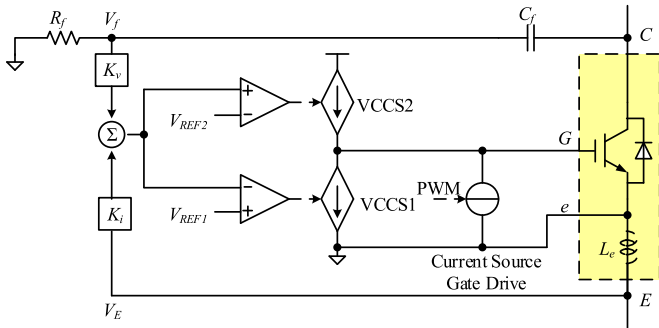 R_f
V_f
C_f
C
K_v
+
−
VCCS2
V_REF2
Σ
G
PWM
−
+
VCCS1
K_i
V_REF1
e
Current Source
Gate Drive
L_e
V_E
E